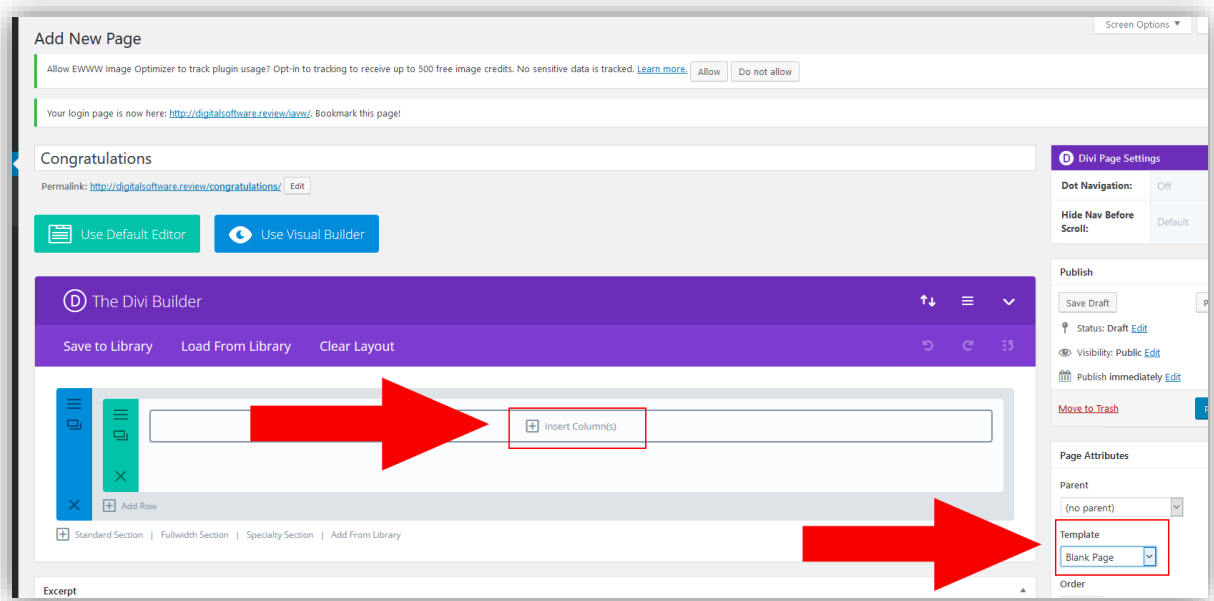 Screen Options ▼
Add New Page
Allow EWWW Image Optimizer to track plugin usage? Opt-in to tracking to receive up to 500 free image credits. No sensitive data is tracked. Learn more. Allow Do not allow
Your login page is now here: http://digitalsoftware.review/iavw/. Bookmark this page!
Congratulations
Permalink: http://digitalsoftware.review/congratulations/ Edit
Use Default Editor Use Visual Builder
D The Divi Builder
Save to Library Load From Library Clear Layout
Insert Column(s)
Add Row
Standard Section | Fullwidth Section | Specialty Section | Add From Library
Excerpt
D Divi Page Settings
Dot Navigation: Off
Hide Nav Before
Scroll:
Default
Publish
Save Draft P
Status: Draft Edit
Visibility: Public Edit
Publish immediately Edit
Move to Trash P
Page Attributes
Parent
(no parent)
Template
Blank Page
Order